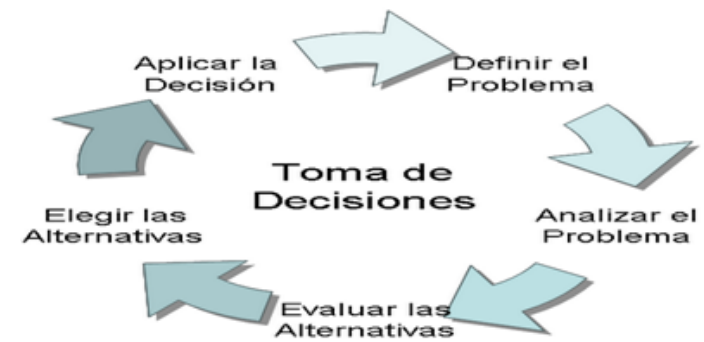 Aplicar la
Decisión
Definir el
Problema
Toma de
Decisiones
Elegir las
Alternativas
Analizar el
Problema
Evaluar las
Alternativas